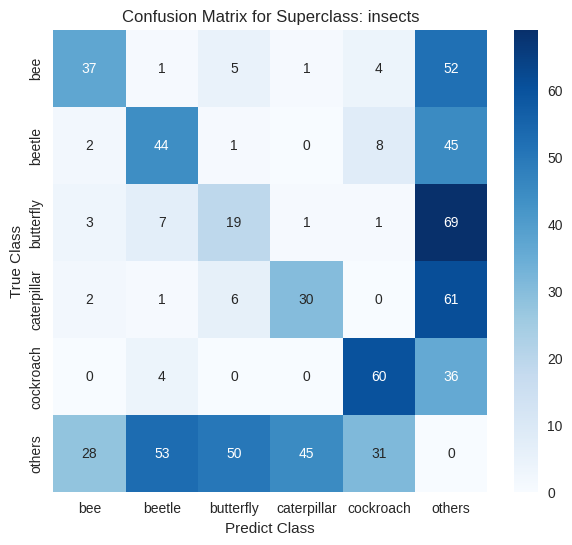 Confusion Matrix for Superclass: insects
True Class
bee 37 1 5 1 4 52
beetle 2 44 1 0 8 45
butterfly 3 7 19 1 1 69
caterpillar 2 1 6 30 0 61
cockroach 0 4 0 0 60 36
others 28 53 50 45 31 0
bee beetle butterfly caterpillar cockroach others
Predict Class
60
50
40
30
20
10
0